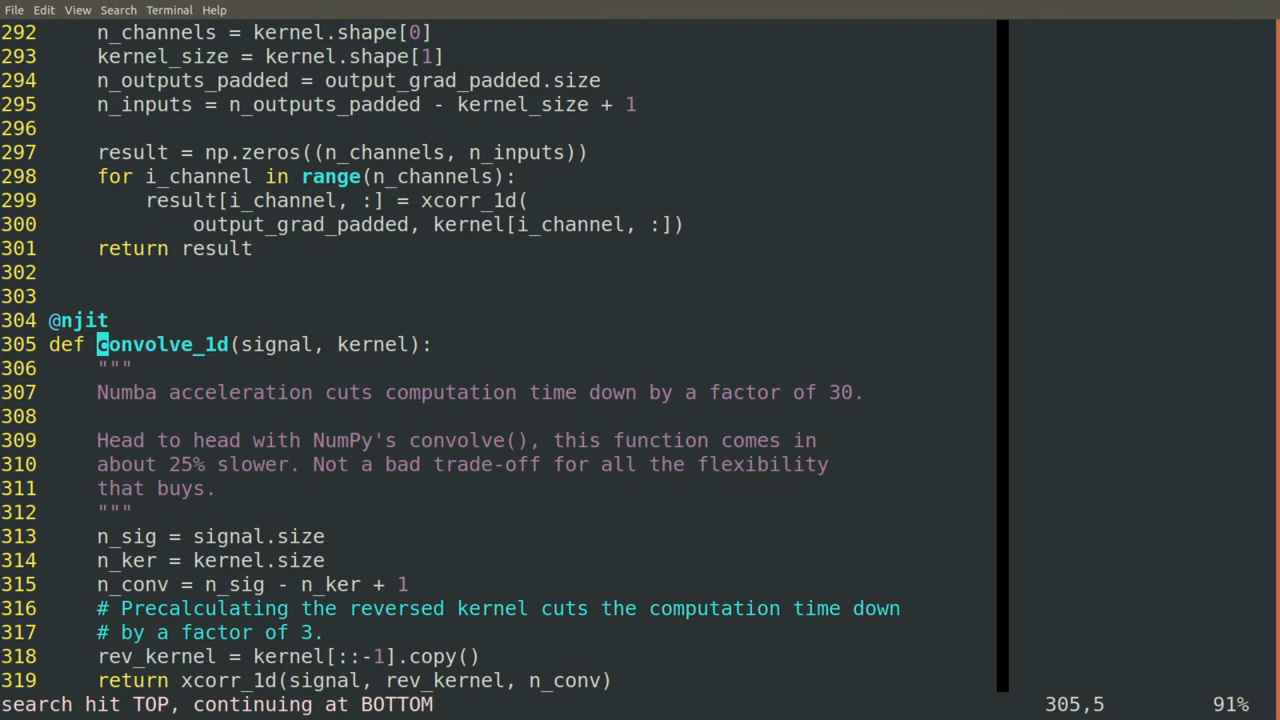 File Edit View Search Terminal Help
292     n_channels = kernel.shape[0]
293     kernel_size = kernel.shape[1]
294     n_outputs_padded = output_grad_padded.size
295     n_inputs = n_outputs_padded - kernel_size + 1
296
297     result = np.zeros((n_channels, n_inputs))
298     for i_channel in range(n_channels):
299         result[i_channel, :] = xcorr_1d(
300             output_grad_padded, kernel[i_channel, :])
301     return result
302
303
304 @njit
305 def convolve_1d(signal, kernel):
306     """
307     Numba acceleration cuts computation time down by a factor of 30.
308
309     Head to head with NumPy's convolve(), this function comes in
310     about 25% slower. Not a bad trade-off for all the flexibility
311     that buys.
312     """
313     n_sig = signal.size
314     n_ker = kernel.size
315     n_conv = n_sig - n_ker + 1
316     # Precalculating the reversed kernel cuts the computation time down
317     # by a factor of 3.
318     rev_kernel = kernel[::-1].copy()
319     return xcorr_1d(signal, rev_kernel, n_conv)
search hit TOP, continuing at BOTTOM 305,5 91%